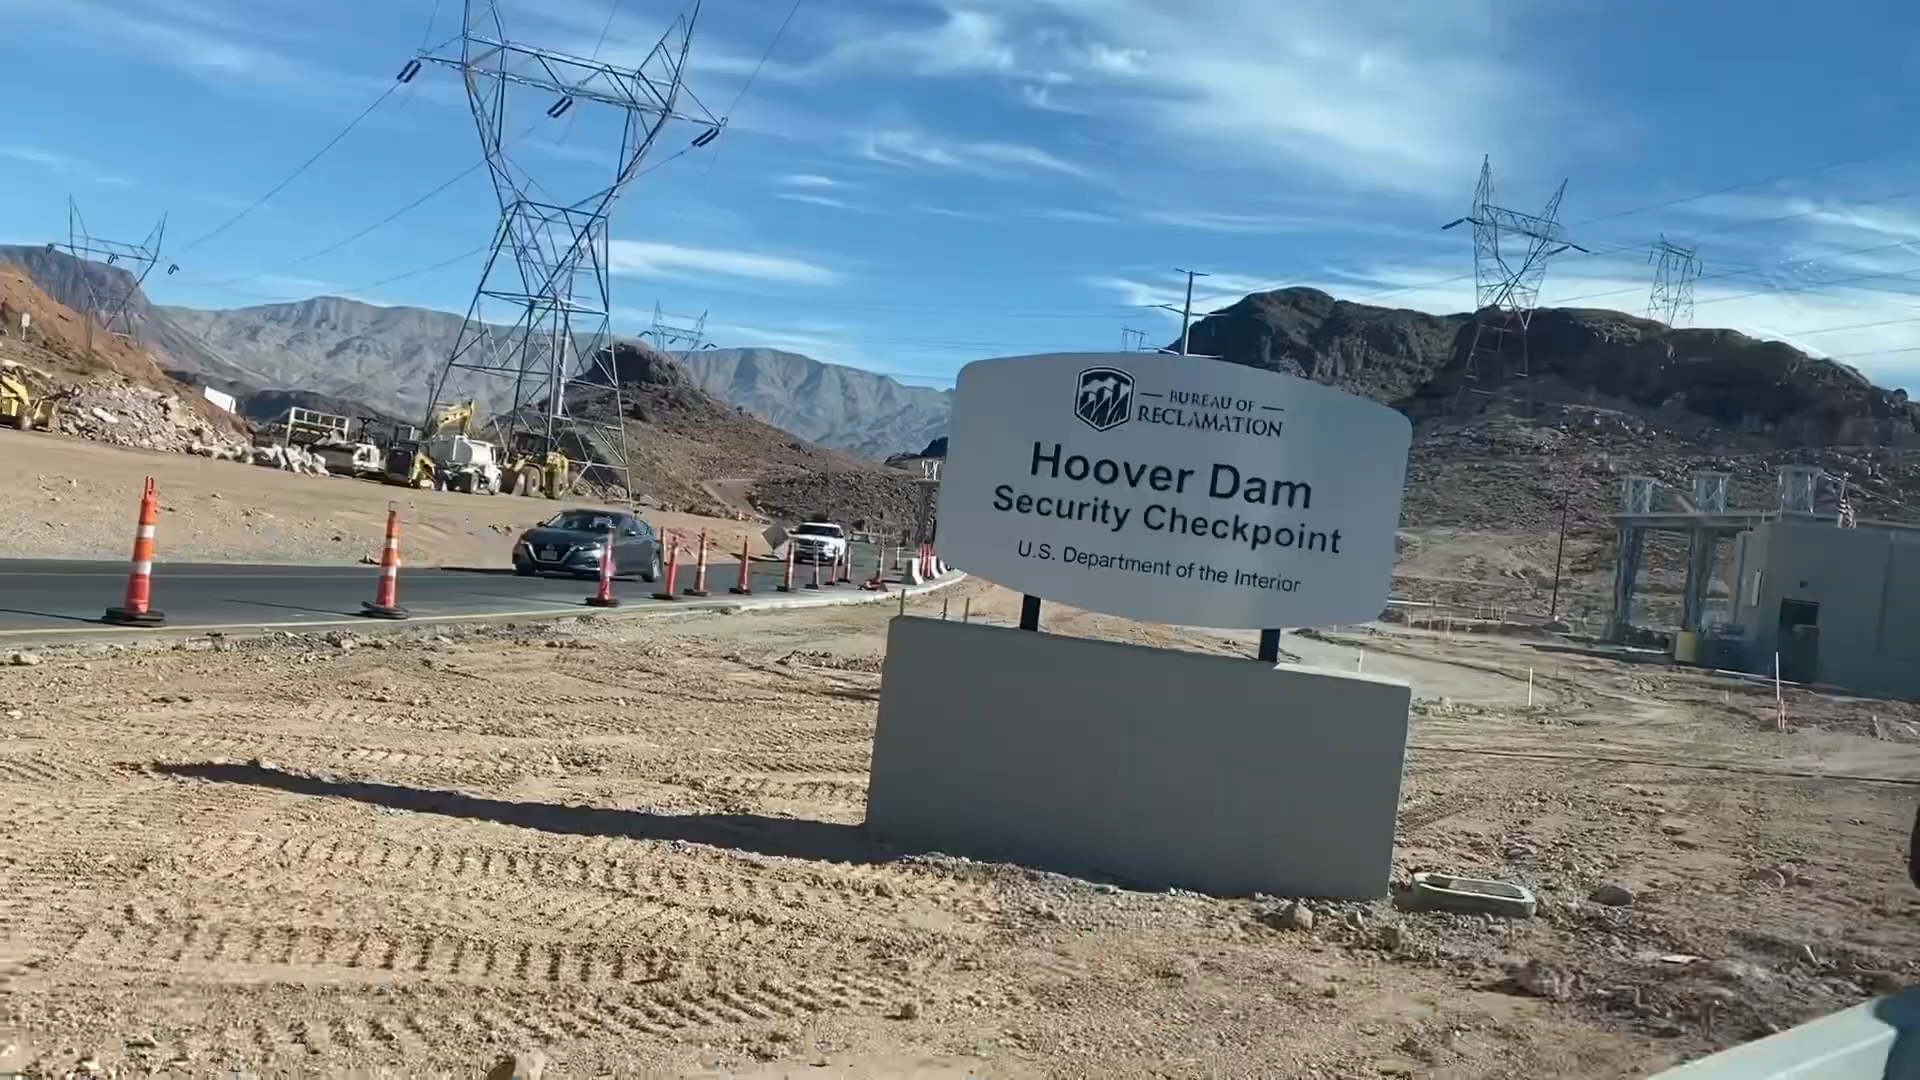 BUREAU OF
RECLAMATION
Hoover Dam
Security Checkpoint
U.S. Department of the Interior